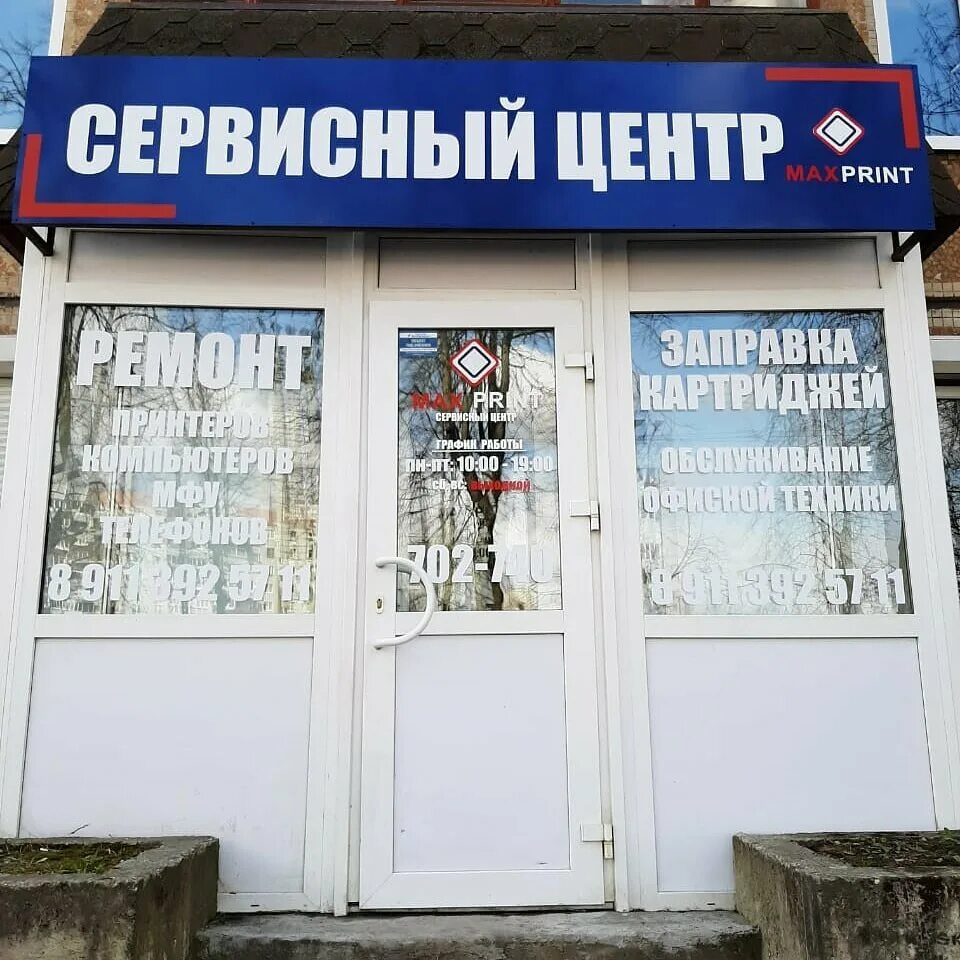 СЕРВИСНЫЙ ЦЕНТР
MAXPRINT
РЕМОНТ
ПРИНТЕРОВ
КОМПЬЮТЕРОВ
МФУ
ТЕЛЕФОНОВ
8 911 392 57 11
MAX PRINT
СЕРВИСНЫЙ ЦЕНТР
ГРАФИК РАБОТЫ
ПН-ПТ: 10:00 - 19:00
СБ-ВС: ВЫХОДНОЙ
702-740
ЗАПРАВКА
КАРТРИДЖЕЙ
ОБСЛУЖИВАНИЕ
ОФИСНОЙ ТЕХНИКИ
8 911 392 57 11